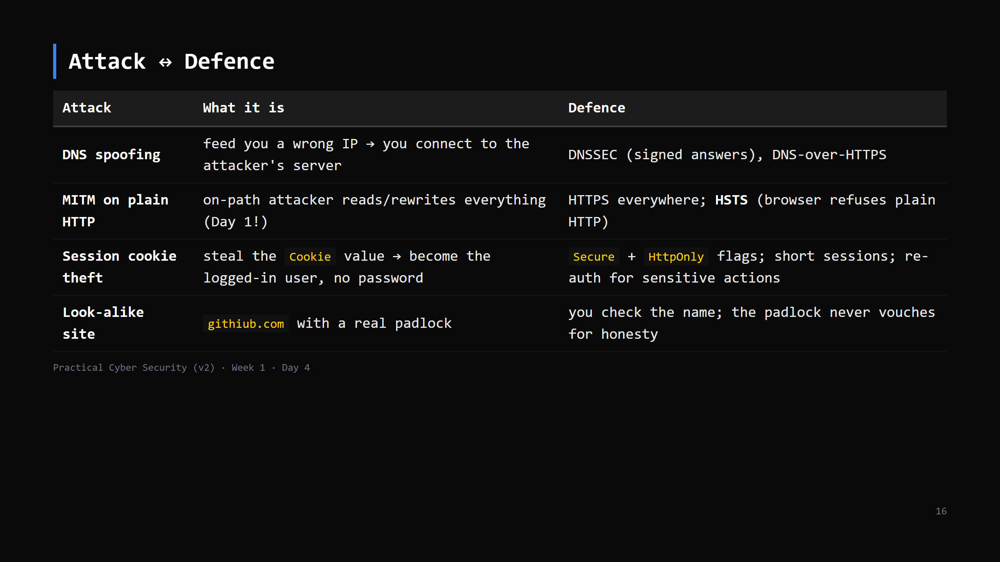 Attack ↔ Defence
Attack What it is Defence
DNS spoofing
feed you a wrong IP → you connect to the
attacker's server
DNSSEC (signed answers), DNS-over-HTTPS
MITM on plain
HTTP
on-path attacker reads/rewrites everything
(Day 1!)
HTTPS everywhere; HSTS (browser refuses plain
HTTP)
Session cookie
theft
steal the Cookie value → become the
logged-in user, no password
Secure + HttpOnly flags; short sessions; re-
auth for sensitive actions
Look-alike
site
githiub.com with a real padlock
you check the name; the padlock never vouches
for honesty
Practical Cyber Security (v2) · Week 1 · Day 4
16